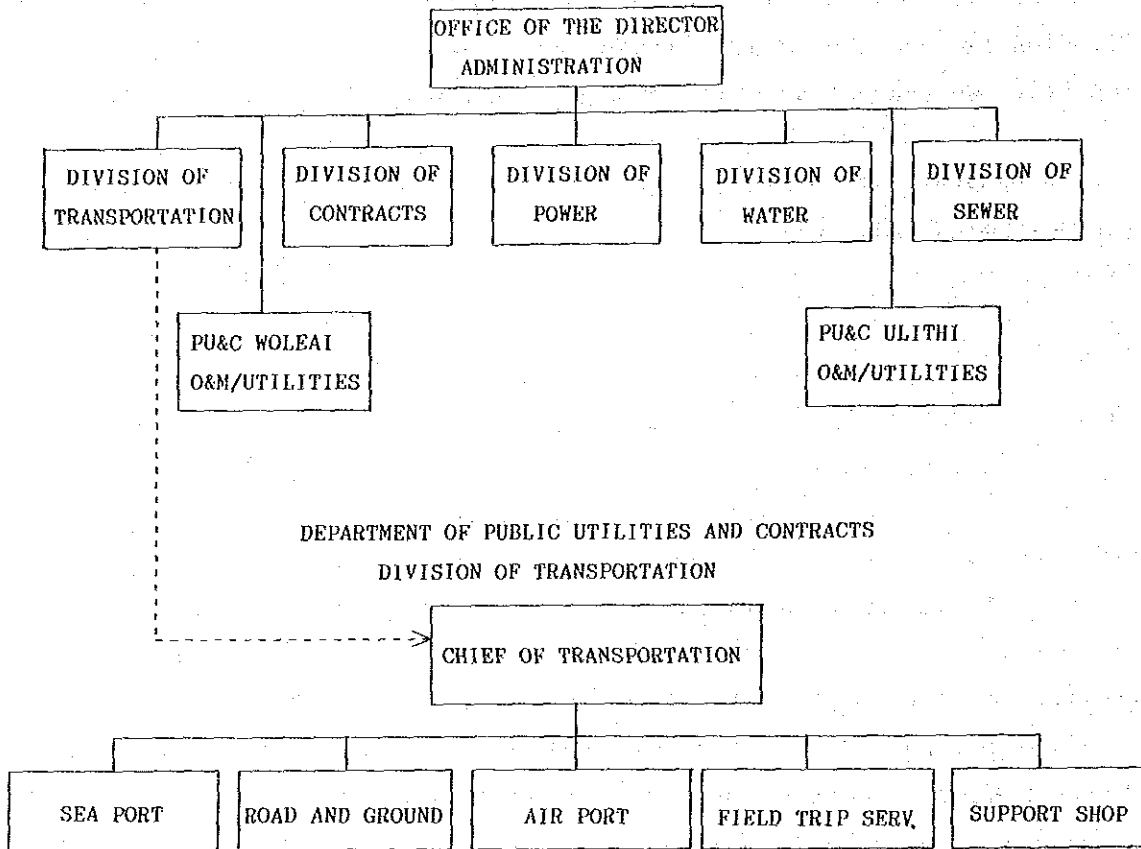 OFFICE OF THE DIRECTOR
ADMINISTRATION
DIVISION OF
TRANSPORTATION
DIVISION OF
CONTRACTS
DIVISION OF
POWER
DIVISION OF
WATER
DIVISION OF
SEWER
PU&C WOLEAI
O&M/UTILITIES
PU&C ULITHI
O&M/UTILITIES
DEPARTMENT OF PUBLIC UTILITIES AND CONTRACTS
DIVISION OF TRANSPORTATION
CHIEF OF TRANSPORTATION
SEA PORT
ROAD AND GROUND
AIR PORT
FIELD TRIP SERV.
SUPPORT SHOP